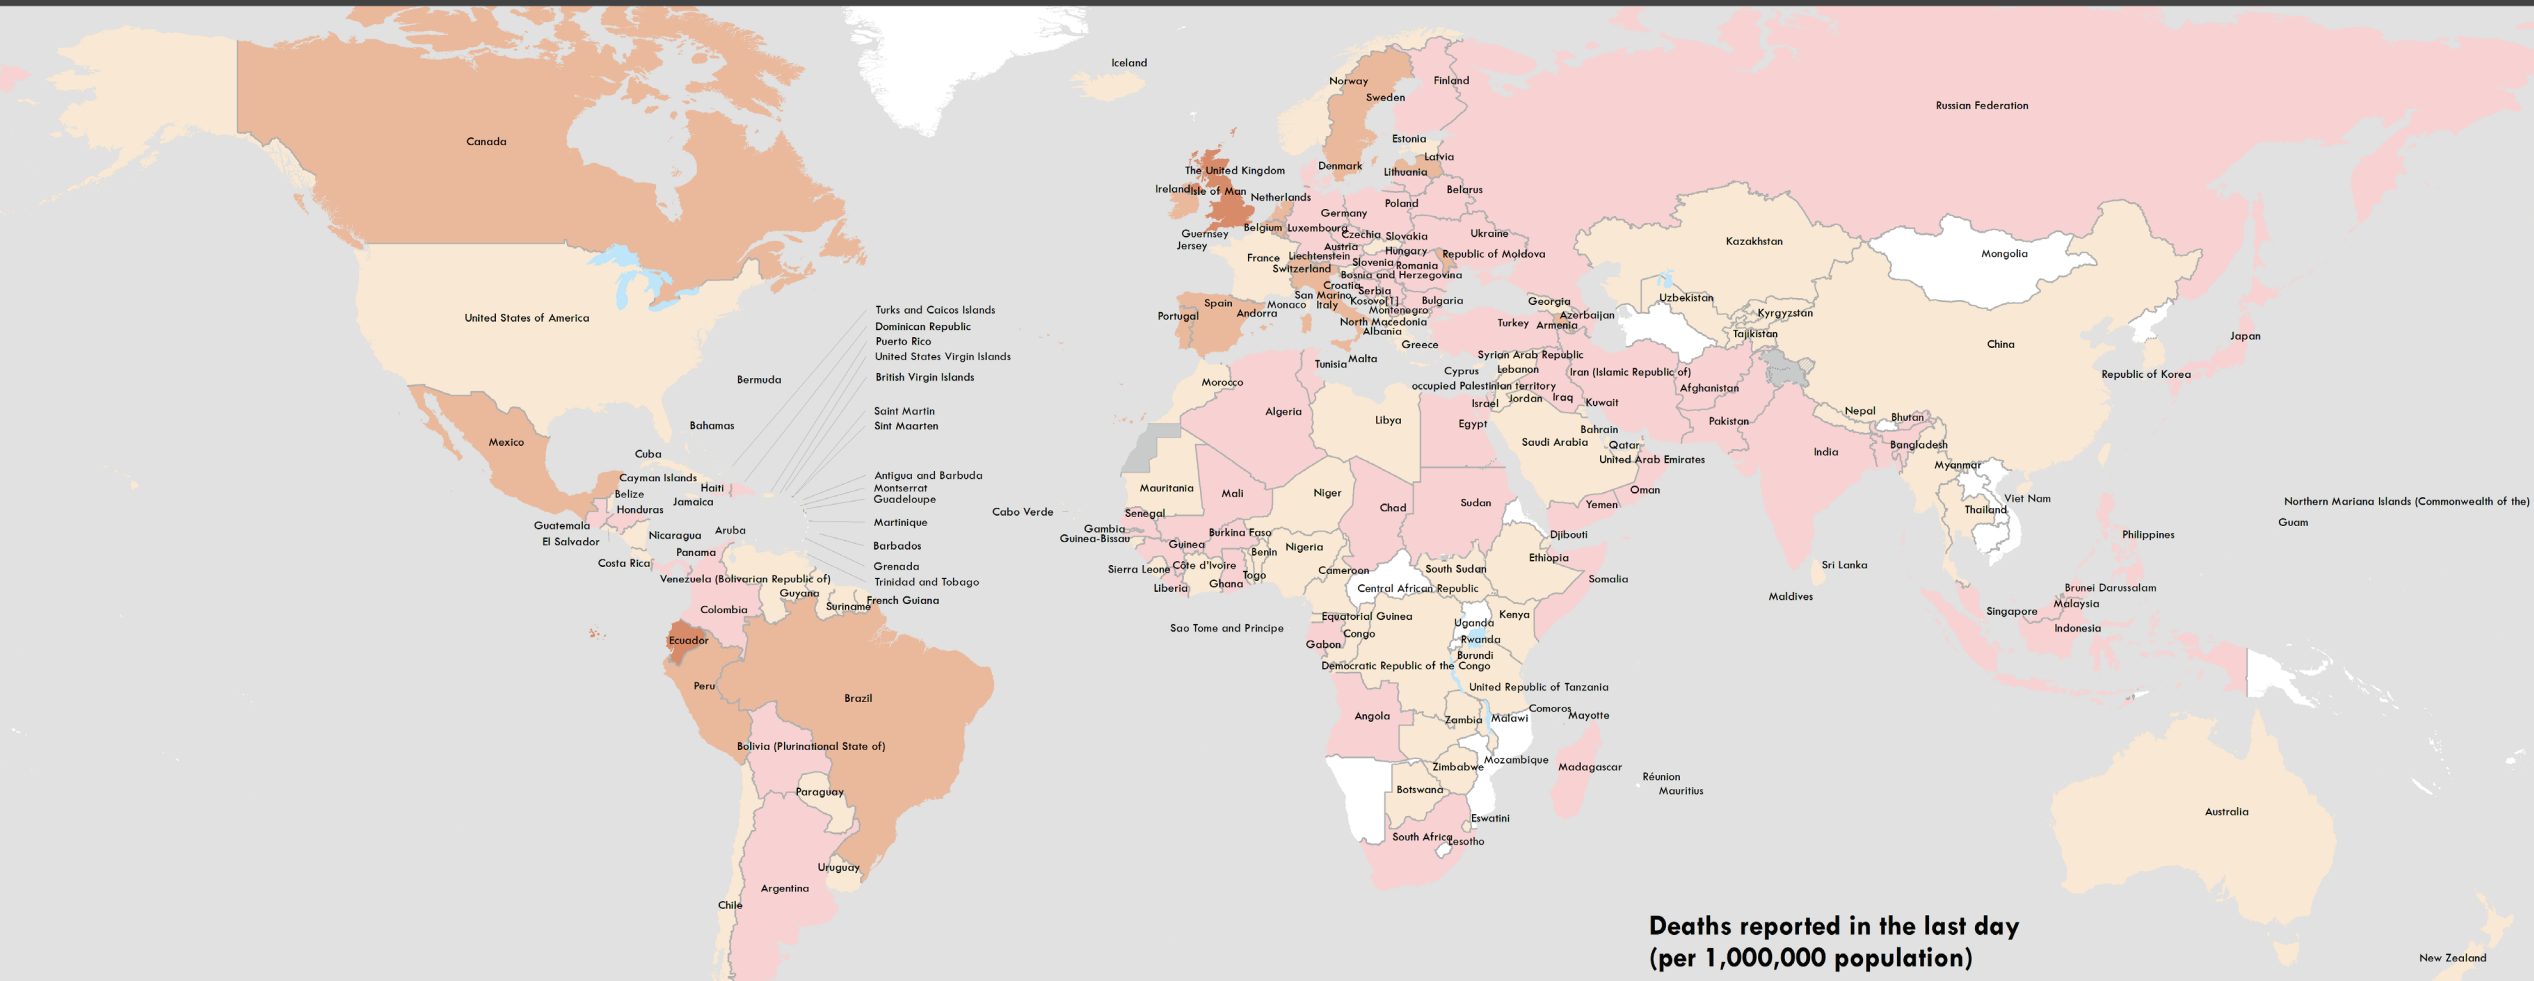 Iceland
Norway
Finland
Sweden
Russian Federation
Canada
Estonia
Latvia
Denmark
Lithuania
The United Kingdom
Ireland
Isle of Man
Netherlands
Belarus
Poland
Germany
Belgium
Luxembourg
Guernsey
Jersey
Czechia
Slovakia
Ukraine
Kazakhstan
Austria
Hungary
Mongolia
France
Liechtenstein
Slovenia
Republic of Moldova
Switzerland
Romania
Bosnia and Herzegovina
Croatia
Serbia
San Marino
Kosovo[1]
Bulgaria
Georgia
Uzbekistan
Spain
Monaco
Italy
Andorra
Portugal
Montenegro
Azerbaijan
Kyrgyzstan
North Macedonia
Turkey
Armenia
Albania
Tajikistan
Greece
China
Japan
United States of America
Turks and Caicos Islands
Dominican Republic
Puerto Rico
United States Virgin Islands
British Virgin Islands
Bermuda
Saint Martin
Sint Maarten
Bahamas
Mexico
Cuba
Cayman Islands
Haiti
Belize
Jamaica
Honduras
Guatemala
El Salvador
Nicaragua
Aruba
Panama
Costa Rica
Antigua and Barbuda
Montserrat
Guadeloupe
Martinique
Barbados
Grenada
Trinidad and Tobago
Venezuela (Bolivarian Republic of)
Guyana
Suriname
French Guiana
Colombia
Ecuador
Peru
Brazil
Bolivia (Plurinational State of)
Paraguay
Uruguay
Argentina
Chile
Tunisia
Malta
Syrian Arab Republic
Cyprus
Lebanon
Iran (Islamic Republic of)
Republic of Korea
Morocco
occupied Palestinian territory
Afghanistan
Israel
Jordan
Iraq
Kuwait
Algeria
Libya
Egypt
Pakistan
Nepal
Bhutan
Bahrain
Saudi Arabia
Qatar
India
Bangladesh
United Arab Emirates
Myanmar
Mauritania
Mali
Niger
Oman
Viet Nam
Northern Mariana Islands (Commonwealth of the)
Cabo Verde
Senegal
Chad
Sudan
Yemen
Thailand
Guam
Gambia
Guinea-Bissau
Burkina Faso
Djibouti
Philippines
Guinea
Benin
Nigeria
Ethiopia
Sierra Leone
Côte d'Ivoire
Togo
Cameroon
South Sudan
Sri Lanka
Ghana
Liberia
Central African Republic
Somalia
Maldives
Brunei Darussalam
Malaysia
Singapore
Indonesia
Equatorial Guinea
Kenya
Uganda
Sao Tome and Principe
Congo
Gabon
Rwanda
Burundi
Democratic Republic of the Congo
United Republic of Tanzania
Comoros
Mayotte
Angola
Zambia
Malawi
Mozambique
Zimbabwe
Madagascar
Réunion
Mauritius
Botswana
Eswatini
South Africa
Lesotho
Australia
New Zealand
Deaths reported in the last day
(per 1,000,000 population)